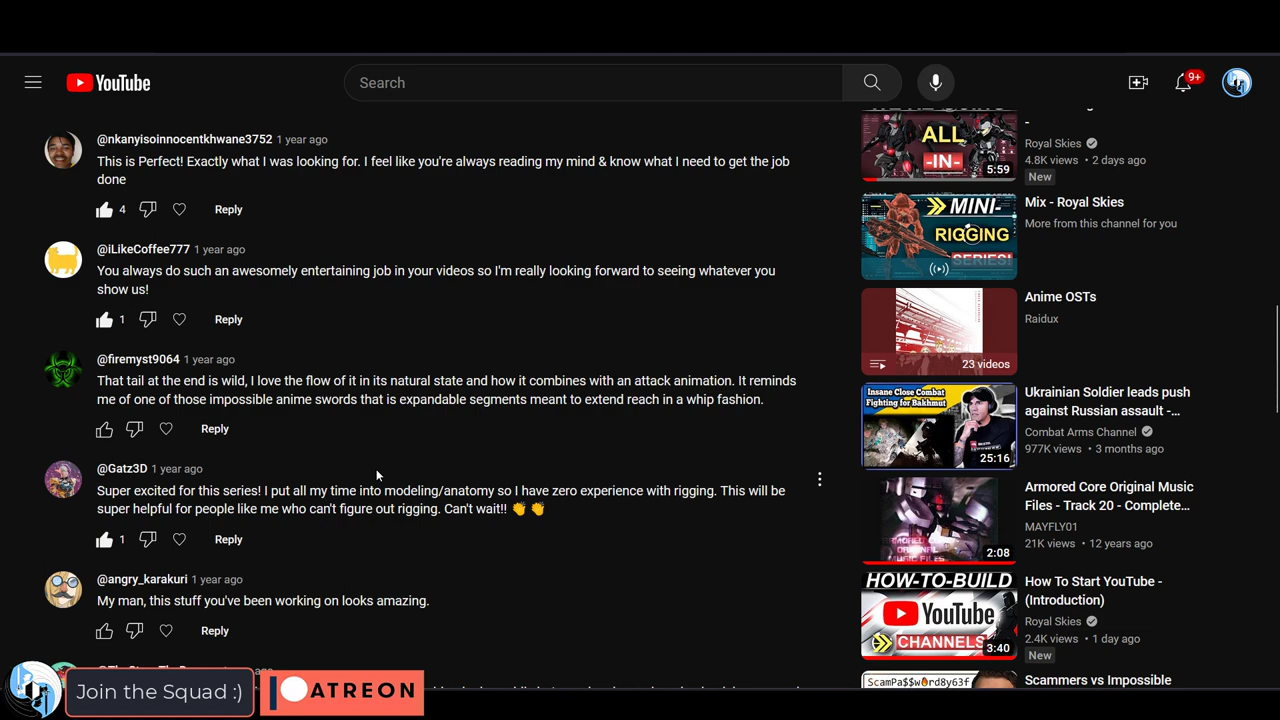 YouTube
Search
9+
@nkanyisoinnocentkhwane3752 1 year ago
This is Perfect! Exactly what I was looking for. I feel like you're always reading my mind & know what I need to get the job
done
4 Reply
@iLikeCoffee777 1 year ago
You always do such an awesomely entertaining job in your videos so I'm really looking forward to seeing whatever you
show us!
1 Reply
@firemyst9064 1 year ago
That tail at the end is wild, I love the flow of it in its natural state and how it combines with an attack animation. It reminds
me of one of those impossible anime swords that is expandable segments meant to extend reach in a whip fashion.
Reply
@Gatz3D 1 year ago
Super excited for this series! I put all my time into modeling/anatomy so I have zero experience with rigging. This will be
super helpful for people like me who can't figure out rigging. Can't wait!! 👏 👏
1 Reply
@angry_karakuri 1 year ago
My man, this stuff you've been working on looks amazing.
Reply
Join the Squad :)
PATREON
ALL
-IN-
5:59
-
Royal Skies
4.8K views • 2 days ago
New
MINI-
RIGGING
SERIES!
Mix - Royal Skies
More from this channel for you
23 videos
Anime OSTs
Raidux
Insane Close Combat
Fighting for Bakhmut
25:16
Ukrainian Soldier leads push
against Russian assault -...
Combat Arms Channel
977K views • 3 months ago
ARMORED CORE
ORIGINAL
MUSIC FILES
2:08
Armored Core Original Music
Files - Track 20 - Complete...
MAYFLY01
21K views • 12 years ago
HOW-TO-BUILD
YouTube
CHANNELS
3:40
How To Start YouTube -
(Introduction)
Royal Skies
2.4K views • 1 day ago
New
ScamPa$$w🔥rd8y63f
Scammers vs Impossible